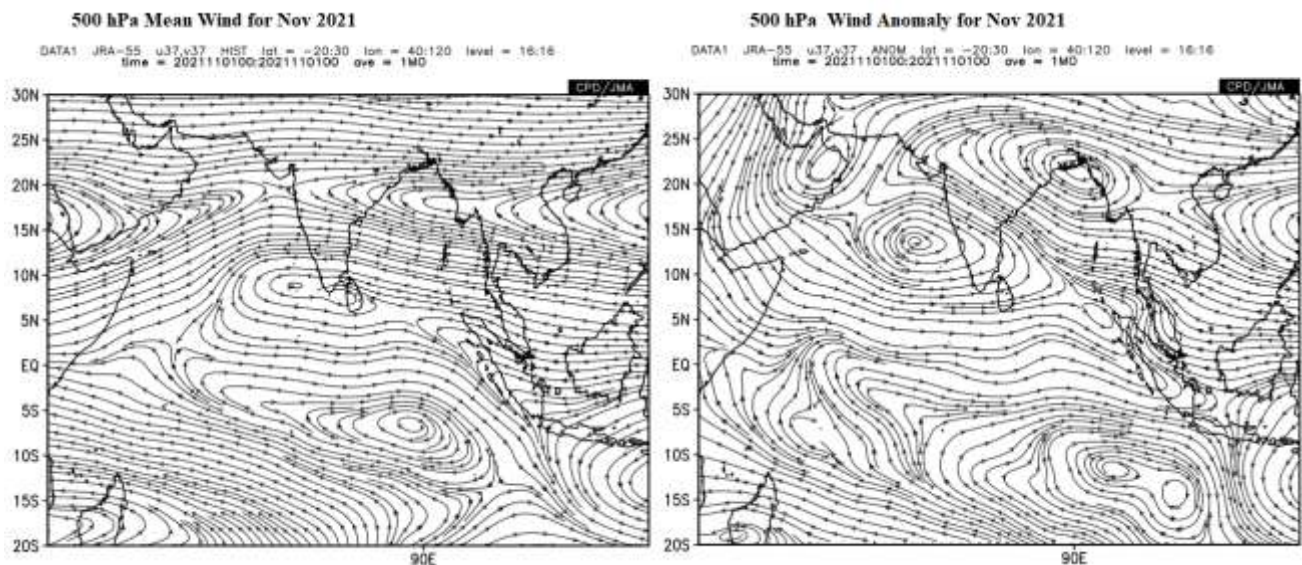 500 hPa Mean Wind for Nov 2021
DATA1 JRA-55 u37,v37 HIST lat = -20:30 lon = 40:120 level = 16:16
time = 2021110100:2021110100 ave = 1MO
CPD/JMA
30N
25N
20N
15N
10N
5N
EQ
5S
10S
15S
20S
90E
500 hPa Wind Anomaly for Nov 2021
DATA1 JRA-55 u37,v37 ANOM lat = -20:30 lon = 40:120 level = 16:16
time = 2021110100:2021110100 ave = 1MO
CPD/JMA
30N
25N
20N
15N
10N
5N
EQ
5S
10S
15S
20S
90E